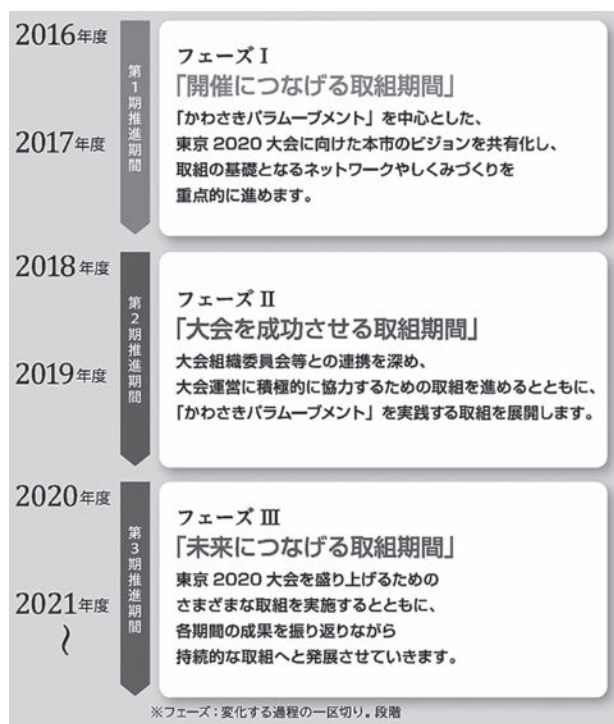 2016年度
2017年度
第1期推進期間
フェーズ I
「開催につなげる取組期間」
「かわさきパラムーブメント」を中心とした、
東京 2020 大会に向けた本市のビジョンを共有化し、
取組の基礎となるネットワークやしくみづくりを
重点的に進めます。
2018年度
2019年度
第2期推進期間
フェーズ II
「大会を成功させる取組期間」
大会組織委員会等との連携を深め、
大会運営に積極的に協力するための取組を進めるとともに、
「かわさきパラムーブメント」を実践する取組を展開します。
2020年度
2021年度
〜
第3期推進期間
フェーズ III
「未来につなげる取組期間」
東京 2020 大会を盛り上げるための
さまざまな取組を実施するとともに、
各期間の成果を振り返りながら
持続的な取組へと発展させていきます。
※フェーズ：変化する過程の一区切り。段階